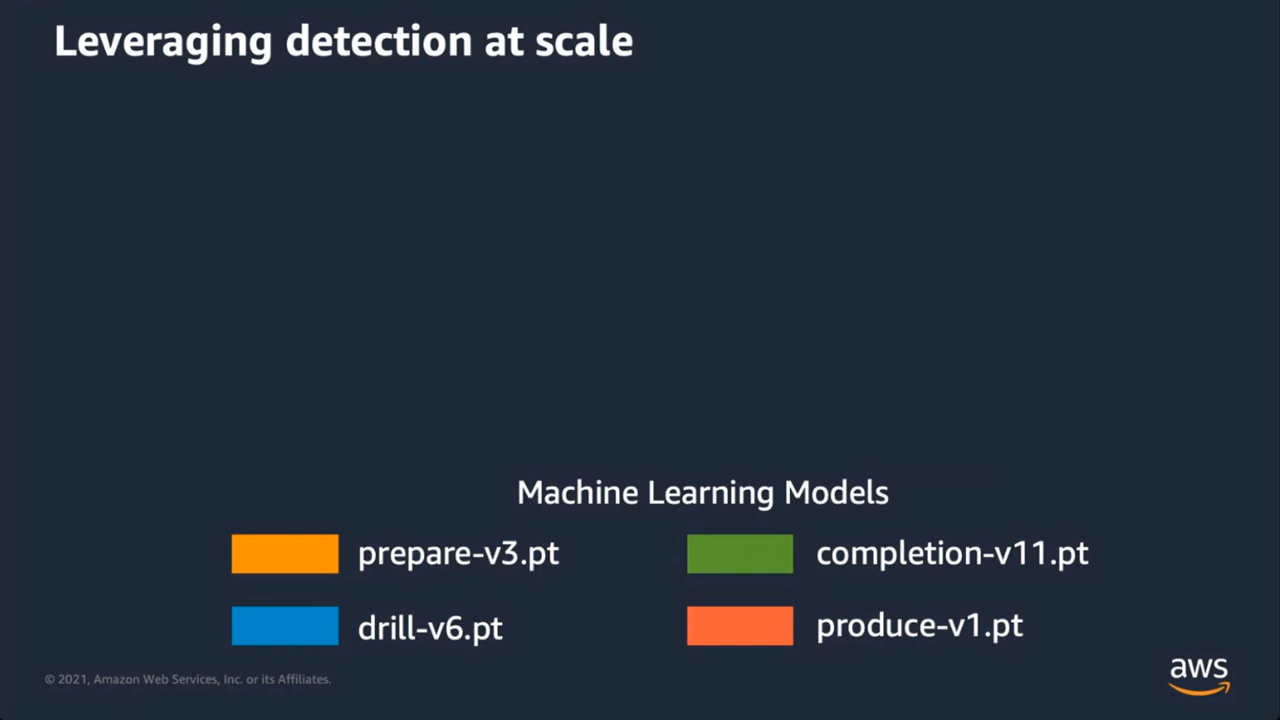 Leveraging detection at scale
Machine Learning Models
prepare-v3.pt
completion-v11.pt
drill-v6.pt
produce-v1.pt
© 2021, Amazon Web Services, Inc. or its Affiliates.
aws